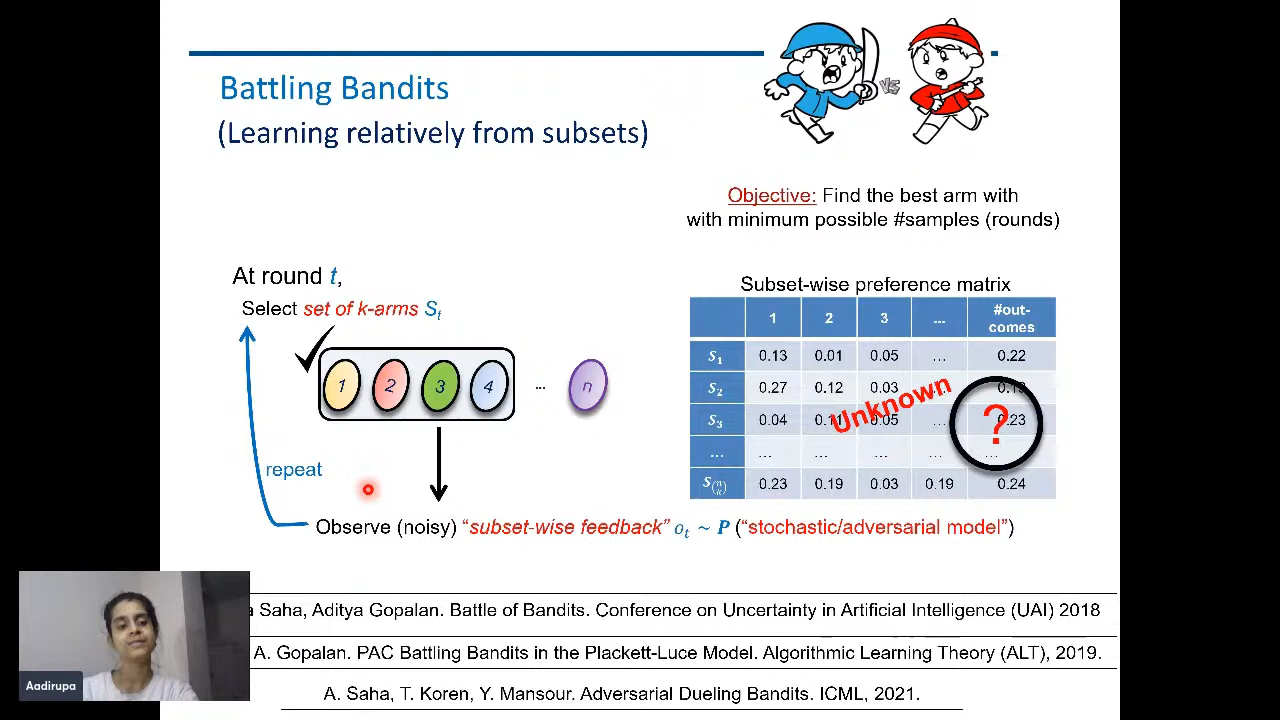 VS
Battling Bandits
(Learning relatively from subsets)
Objective: Find the best arm with
with minimum possible #samples (rounds)
At round t,
Select set of k-arms Sₜ
1 2 3 4 ... n
repeat
Observe (noisy) “subset-wise feedback” oₜ ~ P (“stochastic/adversarial model”)
Subset-wise preference matrix
1 2 3 ... #out-
comes
S₁ 0.13 0.01 0.05 ... 0.22
S₂ 0.27 0.12 0.03 ...
S₃ 0.04 0.11 0.05 ... 0.23
... ... ... ... ... ...
S(n k) 0.23 0.19 0.03 0.19 0.24
Unknown
?
Saha, Aditya Gopalan. Battle of Bandits. Conference on Uncertainty in Artificial Intelligence (UAI) 2018
A. Gopalan. PAC Battling Bandits in the Plackett-Luce Model. Algorithmic Learning Theory (ALT), 2019.
A. Saha, T. Koren, Y. Mansour. Adversarial Dueling Bandits. ICML, 2021.
Aadirupa